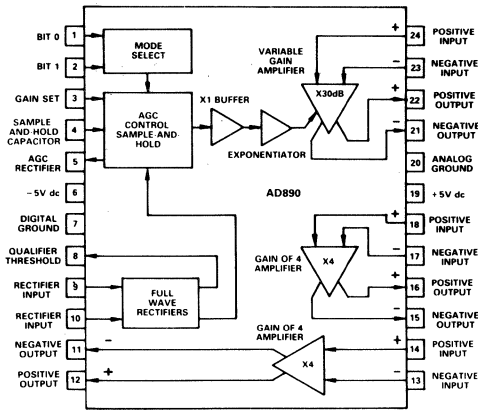 BIT 0
1
BIT 1
2
GAIN SET
3
SAMPLE
AND-HOLD
CAPACITOR
4
AGC
RECTIFIER
5
– 5V dc
6
DIGITAL
GROUND
7
QUALIFIER
THRESHOLD
8
RECTIFIER
INPUT
9
RECTIFIER
INPUT
10
NEGATIVE
OUTPUT
11
–
POSITIVE
OUTPUT
12
+
MODE
SELECT
AGC
CONTROL
SAMPLE-AND-
HOLD
X1 BUFFER
EXPONENTIATOR
VARIABLE
GAIN
AMPLIFIER
X30dB
AD890
FULL
WAVE
RECTIFIERS
GAIN OF 4
AMPLIFIER
X4
GAIN OF 4
AMPLIFIER
X4
+
24
POSITIVE
INPUT
–
23
NEGATIVE
INPUT
+
22
POSITIVE
OUTPUT
–
21
NEGATIVE
OUTPUT
20
ANALOG
GROUND
19
+ 5V dc
+
18
POSITIVE
INPUT
–
17
NEGATIVE
INPUT
+
16
POSITIVE
OUTPUT
–
15
NEGATIVE
OUTPUT
+
14
POSITIVE
INPUT
–
13
NEGATIVE
INPUT